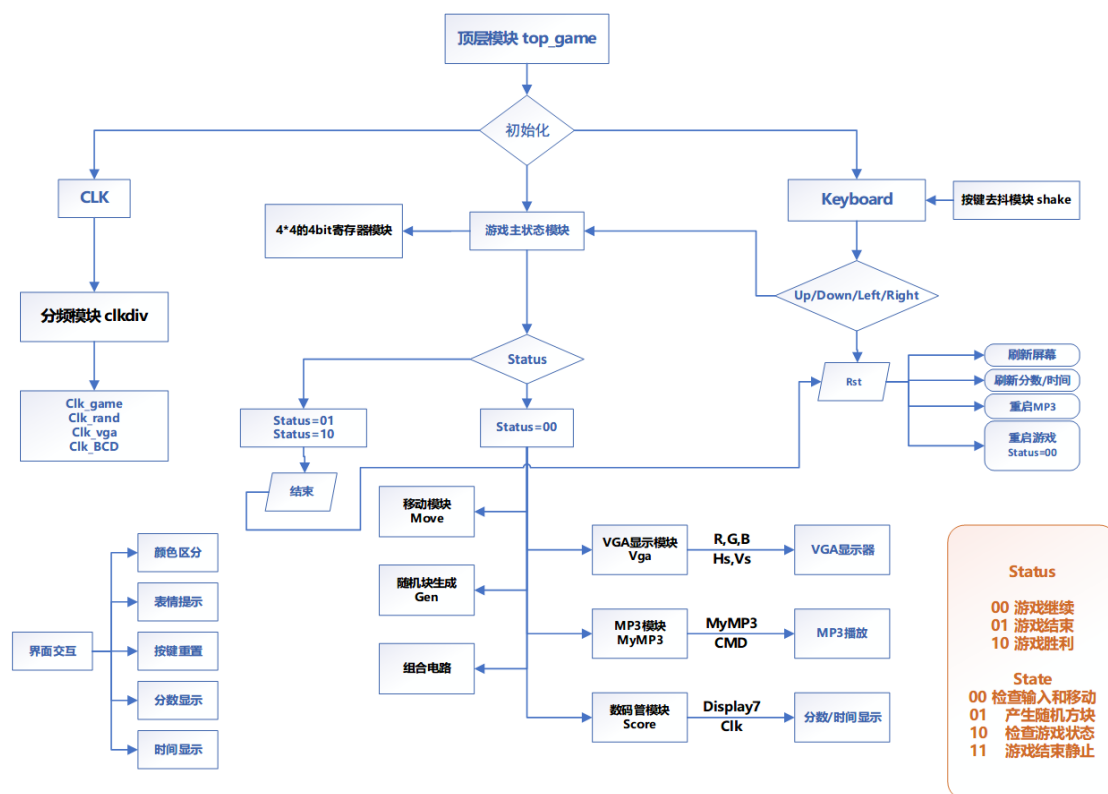 顶层模块 top_game
初始化
CLK
Keyboard
按键去抖模块 shake
4*4的4bit寄存器模块
游戏主状态模块
分频模块 clkdiv
Up/Down/Left/Right
Clk_game
Clk_rand
Clk_vga
Clk_BCD
Status
Rst
刷新屏幕
刷新分数/时间
重启MP3
重启游戏
Status=00
Status=01
Status=10
Status=00
结束
移动模块
Move
随机块生成
Gen
组合电路
VGA显示模块
Vga
R,G,B
Hs,Vs
VGA显示器
MP3模块
MyMP3
MyMP3
CMD
MP3播放
数码管模块
Score
Display7
Clk
分数/时间显示
界面交互
颜色区分
表情提示
按键重置
分数显示
时间显示
Status
00 游戏继续
01 游戏结束
10 游戏胜利
State
00 检查输入和移动
01 产生随机方块
10 检查游戏状态
11 游戏结束静止